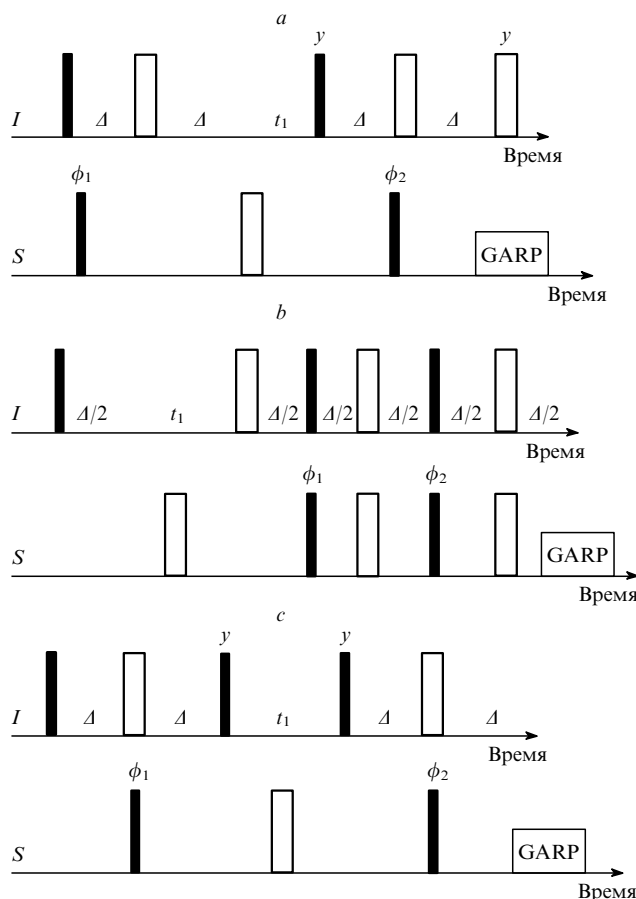 a
y y
I Δ Δ t₁ Δ Δ
Время
ϕ₁ ϕ₂
S GARP
Время
b
I Δ/2 t₁ Δ/2 Δ/2 Δ/2 Δ/2 Δ/2
Время
ϕ₁ ϕ₂
S GARP
Время
c
y y
I Δ Δ t₁ Δ Δ
Время
ϕ₁ ϕ₂
S GARP
Время